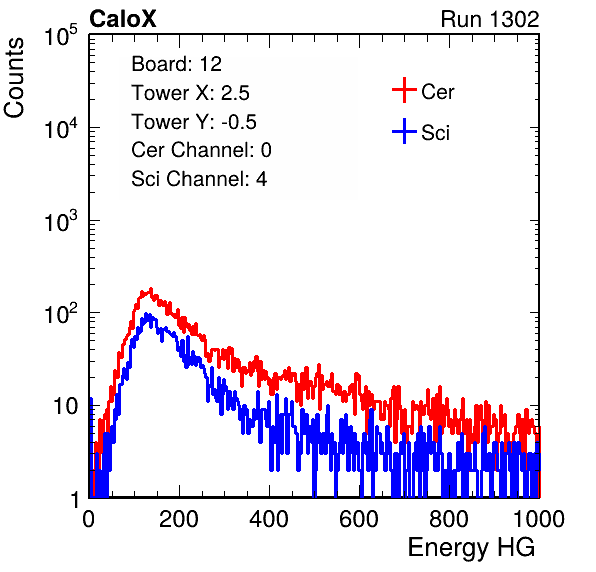 CaloX Run 1302
Counts
10^5
10^4
10^3
10^2
10
1
Board: 12
Tower X: 2.5
Tower Y: -0.5
Cer Channel: 0
Sci Channel: 4
Cer
Sci
0 200 400 600 800 1000
Energy HG